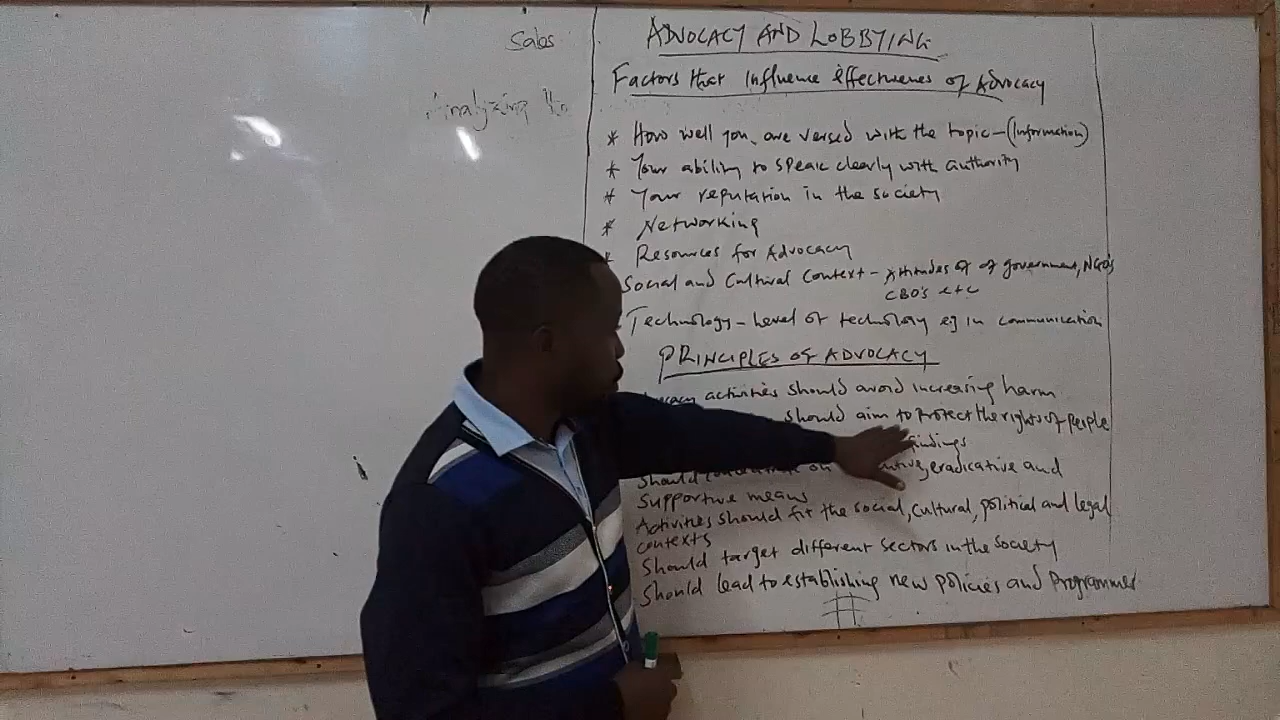 Sabs
ADVOCACY AND LOBBYING
Factors that influence effectiveness of Advocacy
* How well you are versed with the topic - (Information)
* Your ability to speak clearly with authority
* Your reputation in the society
* Networking
* Resources for Advocacy
Social and Cultural Context - Attitudes of of government, NGO's
CBO's etc
Technology - Level of technology eg in communication
PRINCIPLES OF ADVOCACY
activities should avoid increasing harm
should aim to protect the rights of people
findings
should on eradicative and
supportive means
Activities should fit the social, cultural, political and legal
contexts
Should target different sectors in the society
Should lead to establishing new policies and programmes